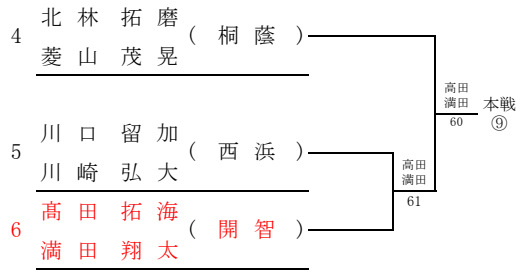 4 北林 拓磨 (桐蔭)
菱山 茂晃
5 川口 留加 (西浜)
川崎 弘大
6 髙田 拓海 (開智)
満田 翔太
高田
満田
61
高田
満田
60
本戦
⑨